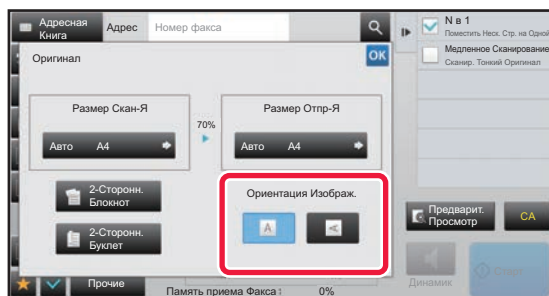 Адресная
Книга
Адрес
Номер факса
N в 1
Поместить Неск. Стр. на Одной
Медленное Сканирование
Сканир. Тонкий Оригинал
Оригинал
OK
Размер Скан-Я
70%
Размер Отпр-Я
Авто A4
Авто A4
2-Сторонн.
Блокнот
2-Сторонн.
Буклет
Ориентация Изображ.
A
A
Предварит.
Просмотр
CA
Динамик
Старт
Прочие
Память приема Факса: 0%